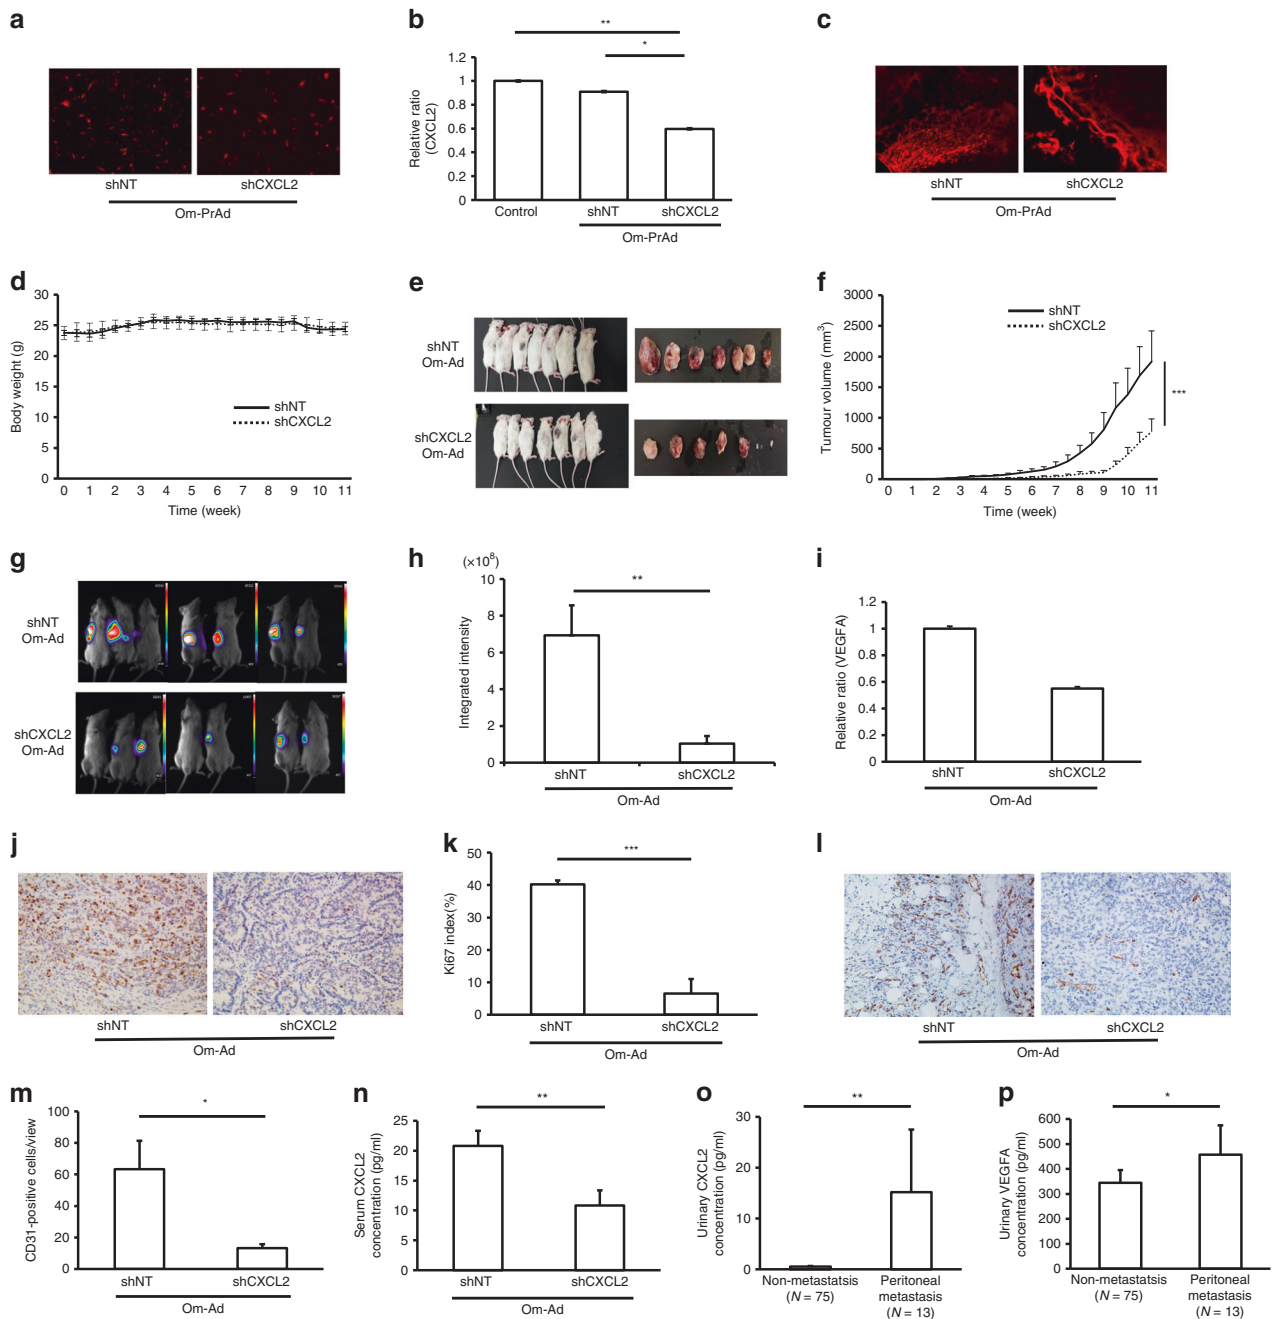 a
shNT
shCXCL2
Om-PrAd
b
**
*
1.2
1
0.8
0.6
0.4
0.2
0
Relative ratio
(CXCL2)
Control
shNT
shCXCL2
Om-PrAd
c
shNT
shCXCL2
Om-PrAd
d
30
25
20
15
10
5
0
Body weight (g)
shNT
shCXCL2
0 1 2 3 4 5 6 7 8 9 10 11
Time (week)
e
shNT
Om-Ad
shCXCL2
Om-Ad
f
3000
2500
2000
1500
1000
500
0
Tumour volume (mm³)
shNT
shCXCL2
***
0 1 2 3 4 5 6 7 8 9 10 11
Time (week)
g
shNT
Om-Ad
shCXCL2
Om-Ad
h
(×10⁸)
10
8
6
4
2
0
Integrated intensity
**
shNT
shCXCL2
Om-Ad
i
1.2
1
0.8
0.6
0.4
0.2
0
Relative ratio (VEGFA)
shNT
shCXCL2
Om-Ad
j
shNT
shCXCL2
Om-Ad
k
50
40
30
20
10
0
Ki67 index(%)
***
shNT
shCXCL2
Om-Ad
l
shNT
shCXCL2
Om-Ad
m
100
80
60
40
20
0
CD31-positive cells/view
*
shNT
shCXCL2
Om-Ad
n
25
20
15
10
5
0
Serum CXCL2
concentration (pg/ml)
**
shNT
shCXCL2
Om-Ad
o
30
20
10
0
Urinary CXCL2
concentration (pg/ml)
**
Non-metastatsis
(N = 75)
Peritoneal
metastasis
(N = 13)
p
600
500
400
300
200
100
0
Urinary VEGFA
concentration (pg/ml)
*
Non-metastatsis
(N = 75)
Peritoneal
metastasis
(N = 13)